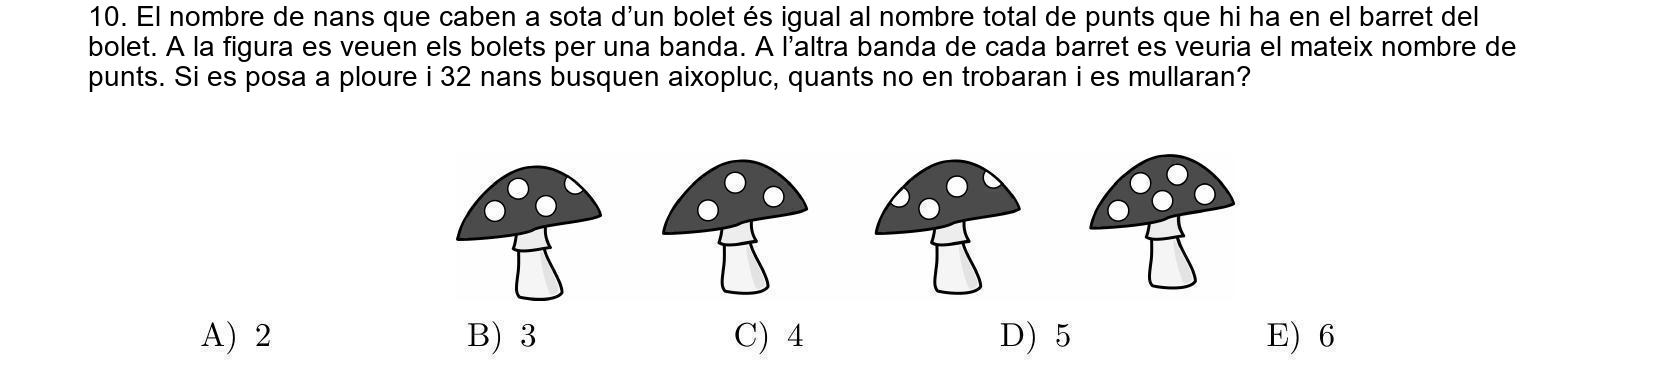 10. El nombre de nans que caben a sota d’un bolet és igual al nombre total de punts que hi ha en el barret del
bolet. A la figura es veuen els bolets per una banda. A l’altra banda de cada barret es veuria el mateix nombre de
punts. Si es posa a ploure i 32 nans busquen aixopluc, quants no en trobaran i es mullaran?
A) 2 B) 3 C) 4 D) 5 E) 6